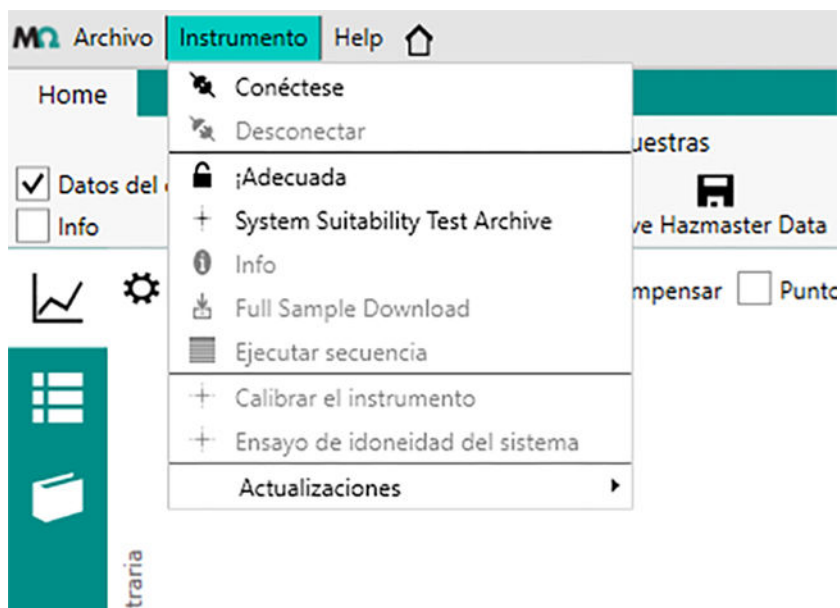 Archivo Instrumento Help
Home
Conéctese
Desconectar
uestras
¡Adecuada
Datos del
System Suitability Test Archive
ve Hazmaster Data
Info
Info
Full Sample Download
mpensar Punto
Ejecutar secuencia
Calibrar el instrumento
Ensayo de idoneidad del sistema
Actualizaciones
traria